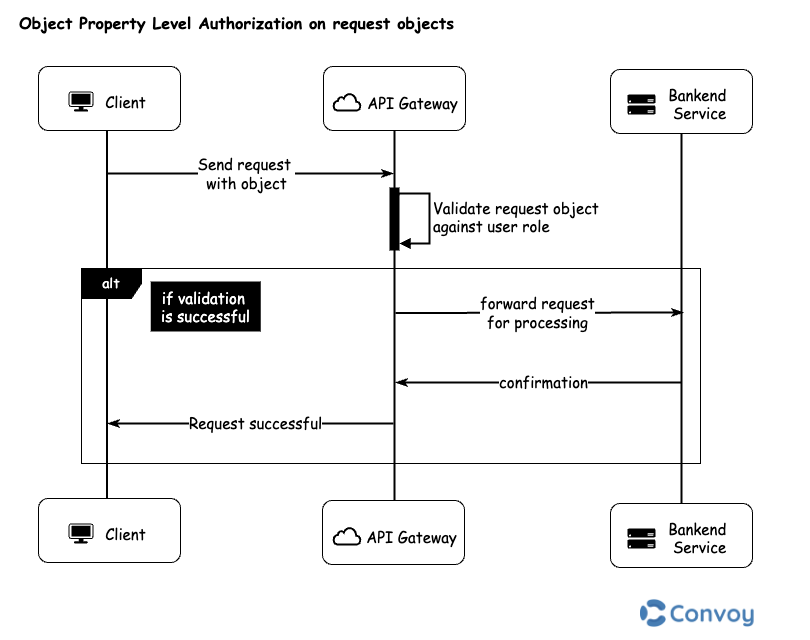 Object Property Level Authorization on request objects
Client
API Gateway
Bankend
Service
Send request
with object
Validate request object
against user role
alt
if validation
is successful
forward request
for processing
confirmation
Request successful
Client
API Gateway
Bankend
Service
Convoy